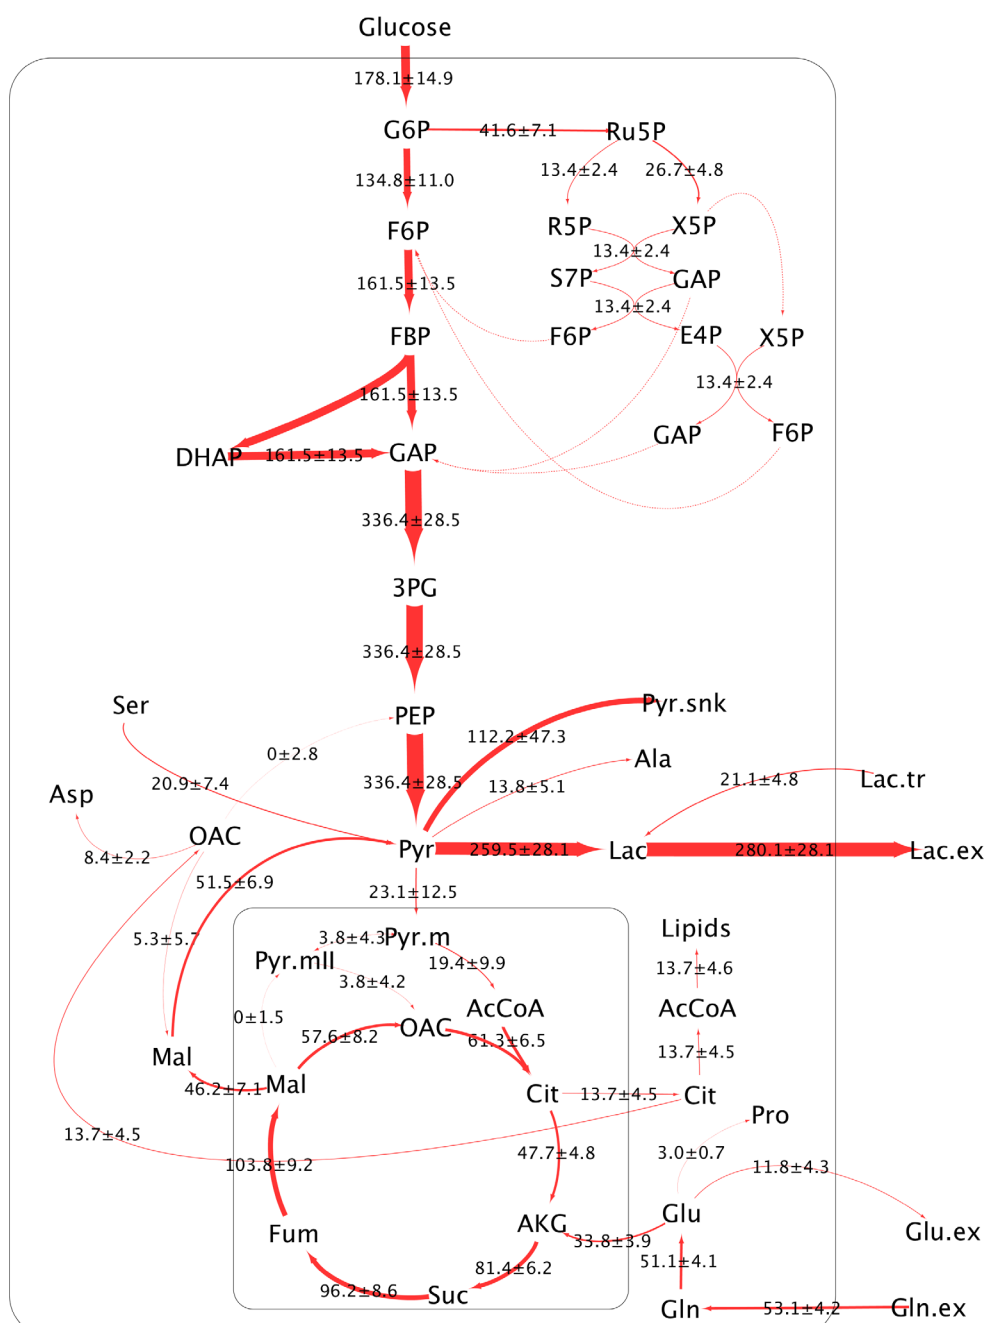 Glucose
178.1±14.9
G6P
41.6±7.1
Ru5P
134.8±11.0
13.4±2.4
26.7±4.8
F6P
R5P
X5P
13.4±2.4
161.5±13.5
S7P
GAP
13.4±2.4
FBP
F6P
E4P
X5P
161.5±13.5
13.4±2.4
DHAP
161.5±13.5
GAP
GAP
F6P
336.4±28.5
3PG
336.4±28.5
Ser
PEP
Pyr.snk
112.2±47.3
0±2.8
Ala
20.9±7.4
336.4±28.5
13.8±5.1
21.1±4.8
Lac.tr
Asp
OAC
8.4±2.2
Pyr
259.5±28.1
Lac
280.1±28.1
Lac.ex
51.5±6.9
23.1±12.5
5.3±5.7
3.8±4.3
Pyr.m
Lipids
Pyr.mII
19.4±9.9
13.7±4.6
3.8±4.2
AcCoA
AcCoA
0±1.5
57.6±8.2
OAC
61.3±6.5
13.7±4.5
Mal
46.2±7.1
Mal
Cit
13.7±4.5
Cit
Pro
13.7±4.5
103.8±9.2
47.7±4.8
3.0±0.7
11.8±4.3
Fum
AKG
33.8±3.9
Glu
Glu.ex
81.4±6.2
51.1±4.1
96.2±8.6
Suc
Gln
53.1±4.2
Gln.ex